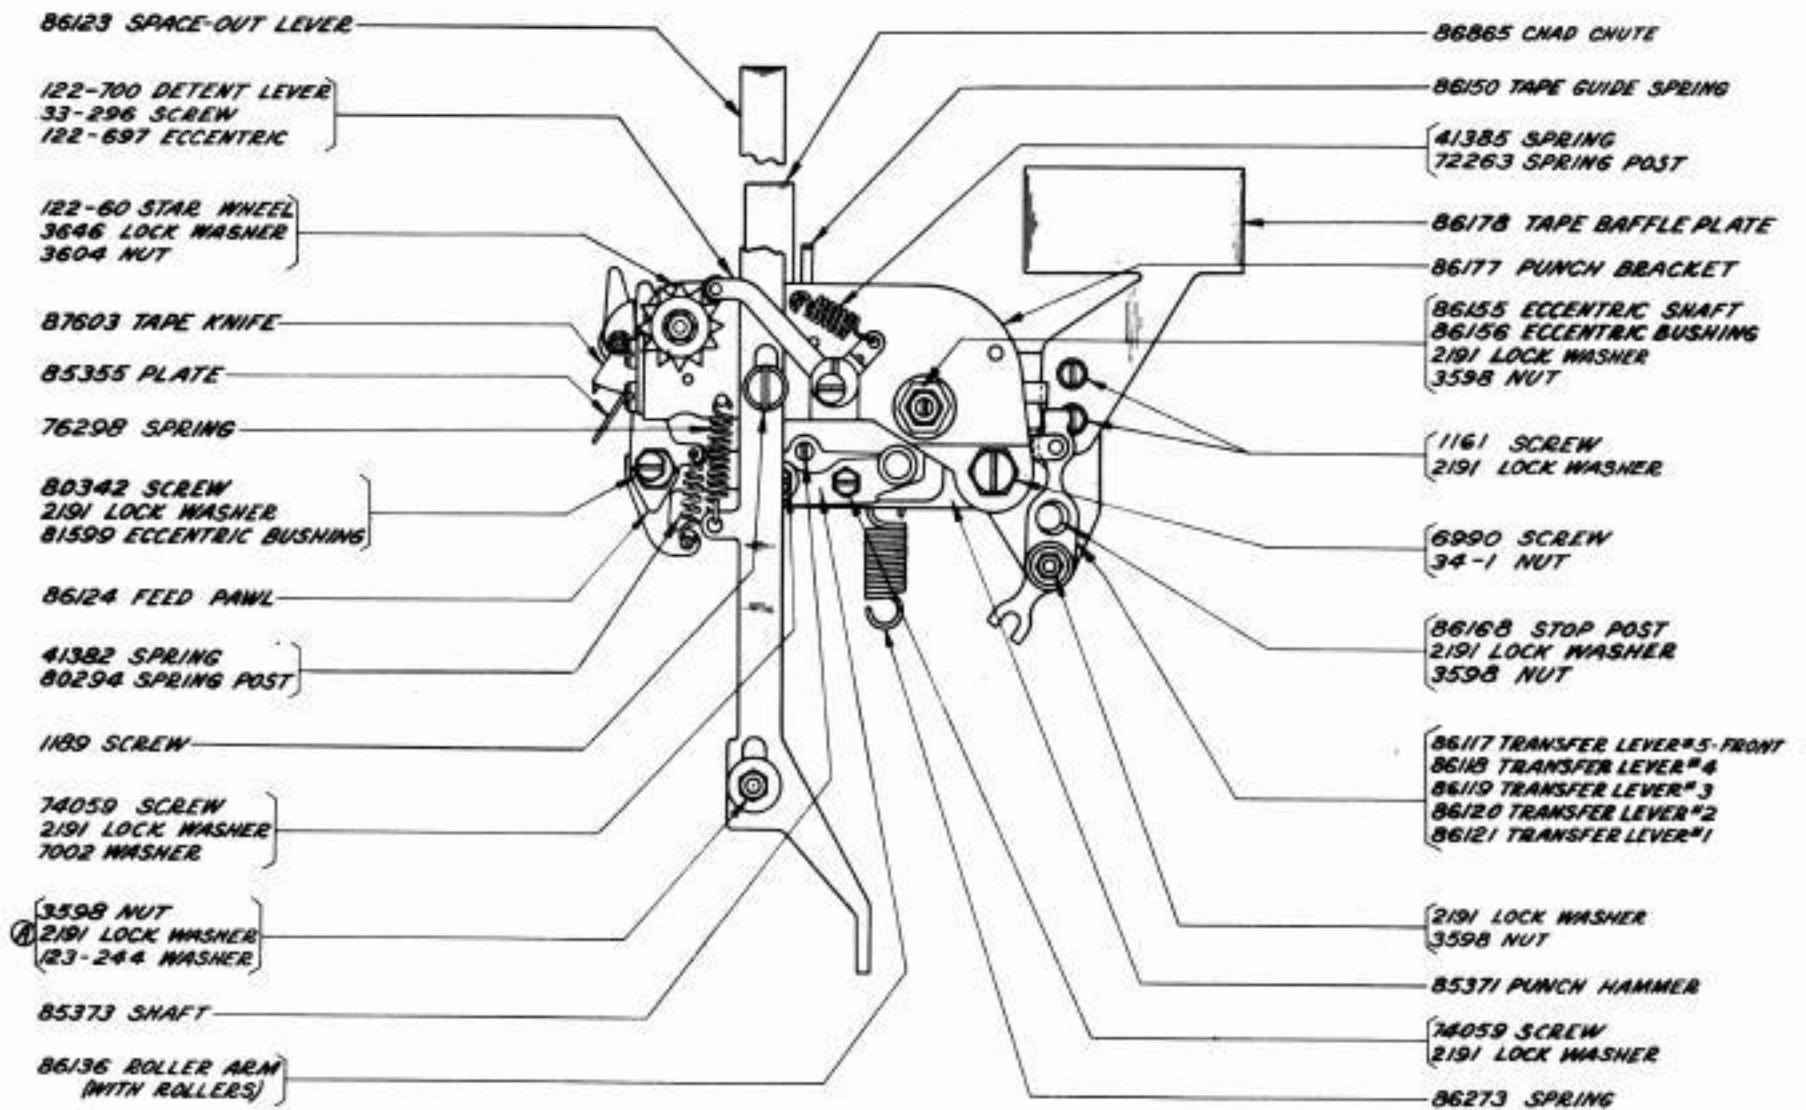 86123 SPACE-OUT LEVER
122-700 DETENT LEVER
33-296 SCREW
122-697 ECCENTRIC
122-60 STAR WHEEL
3646 LOCK WASHER
3604 NUT
87603 TAPE KNIFE
85355 PLATE
76298 SPRING
80342 SCREW
2191 LOCK WASHER
81599 ECCENTRIC BUSHING
86124 FEED PAWL
41382 SPRING
80294 SPRING POST
1189 SCREW
74059 SCREW
2191 LOCK WASHER
7002 WASHER
3598 NUT
A 2191 LOCK WASHER
123-244 WASHER
85373 SHAFT
86136 ROLLER ARM
(WITH ROLLERS)
86865 CHAD CHUTE
86150 TAPE GUIDE SPRING
41385 SPRING
72263 SPRING POST
86178 TAPE BAFFLE PLATE
86177 PUNCH BRACKET
86155 ECCENTRIC SHAFT
86156 ECCENTRIC BUSHING
2191 LOCK WASHER
3598 NUT
1161 SCREW
2191 LOCK WASHER
6990 SCREW
34-1 NUT
86168 STOP POST
2191 LOCK WASHER
3598 NUT
86117 TRANSFER LEVER #5-FRONT
86118 TRANSFER LEVER #4
86119 TRANSFER LEVER #3
86120 TRANSFER LEVER #2
86121 TRANSFER LEVER #1
2191 LOCK WASHER
3598 NUT
85371 PUNCH HAMMER
74059 SCREW
2191 LOCK WASHER
86273 SPRING